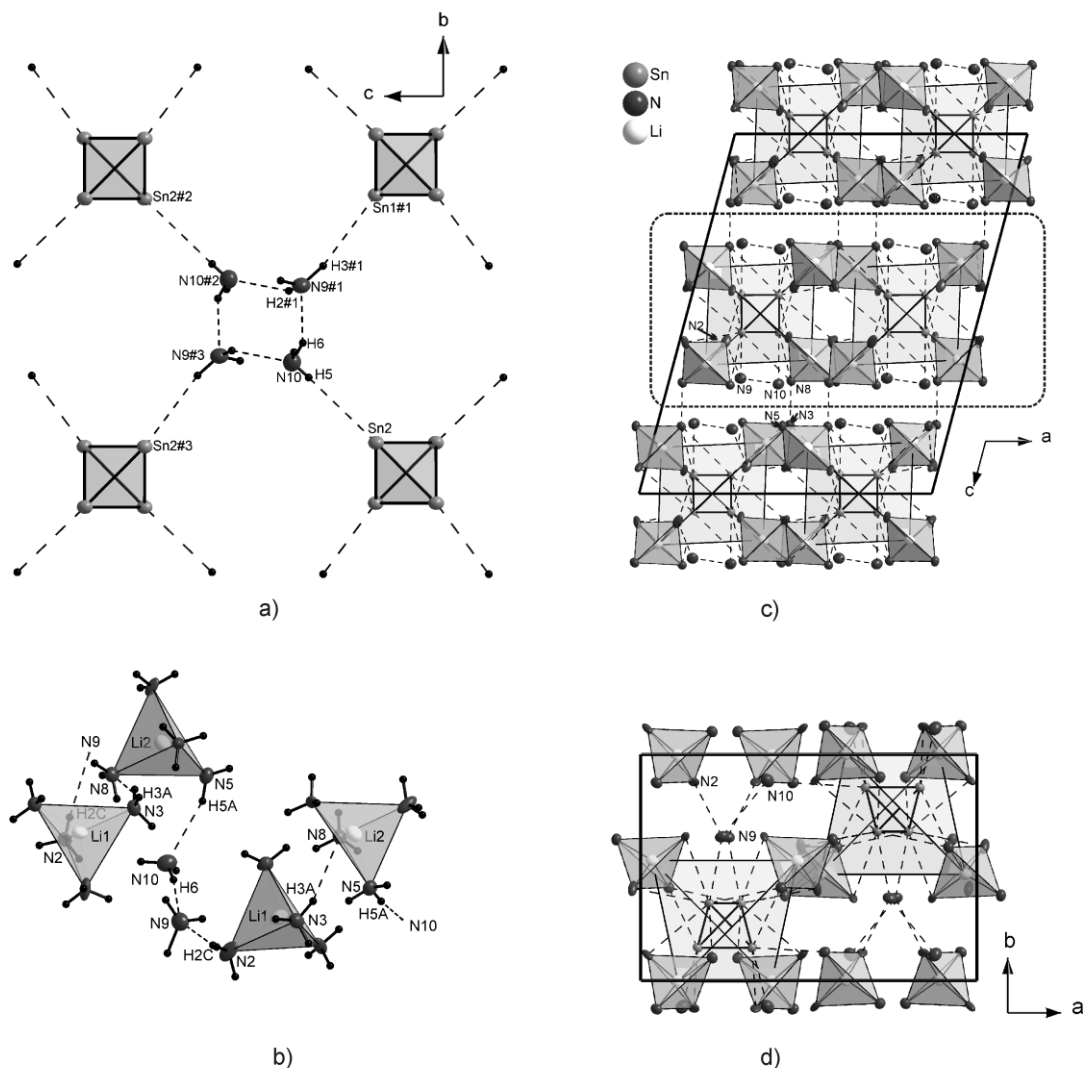 b
c
Sn2#2
Sn1#1
N10#2
H3#1
H2#1
N9#1
H6
N9#3
N10
H5
Sn2#3
Sn2
a)
Sn
N
Li
N2
N9
N10
N8
N5
N3
a
c
c)
N9
Li2
N8
H3A
N5
N3
H5A
H2C
Li1
N2
N8
Li2
N10
H6
H3A
N5
N9
Li1
N3
H5A
N10
H2C
N2
b)
N2
N10
N9
b
a
d)